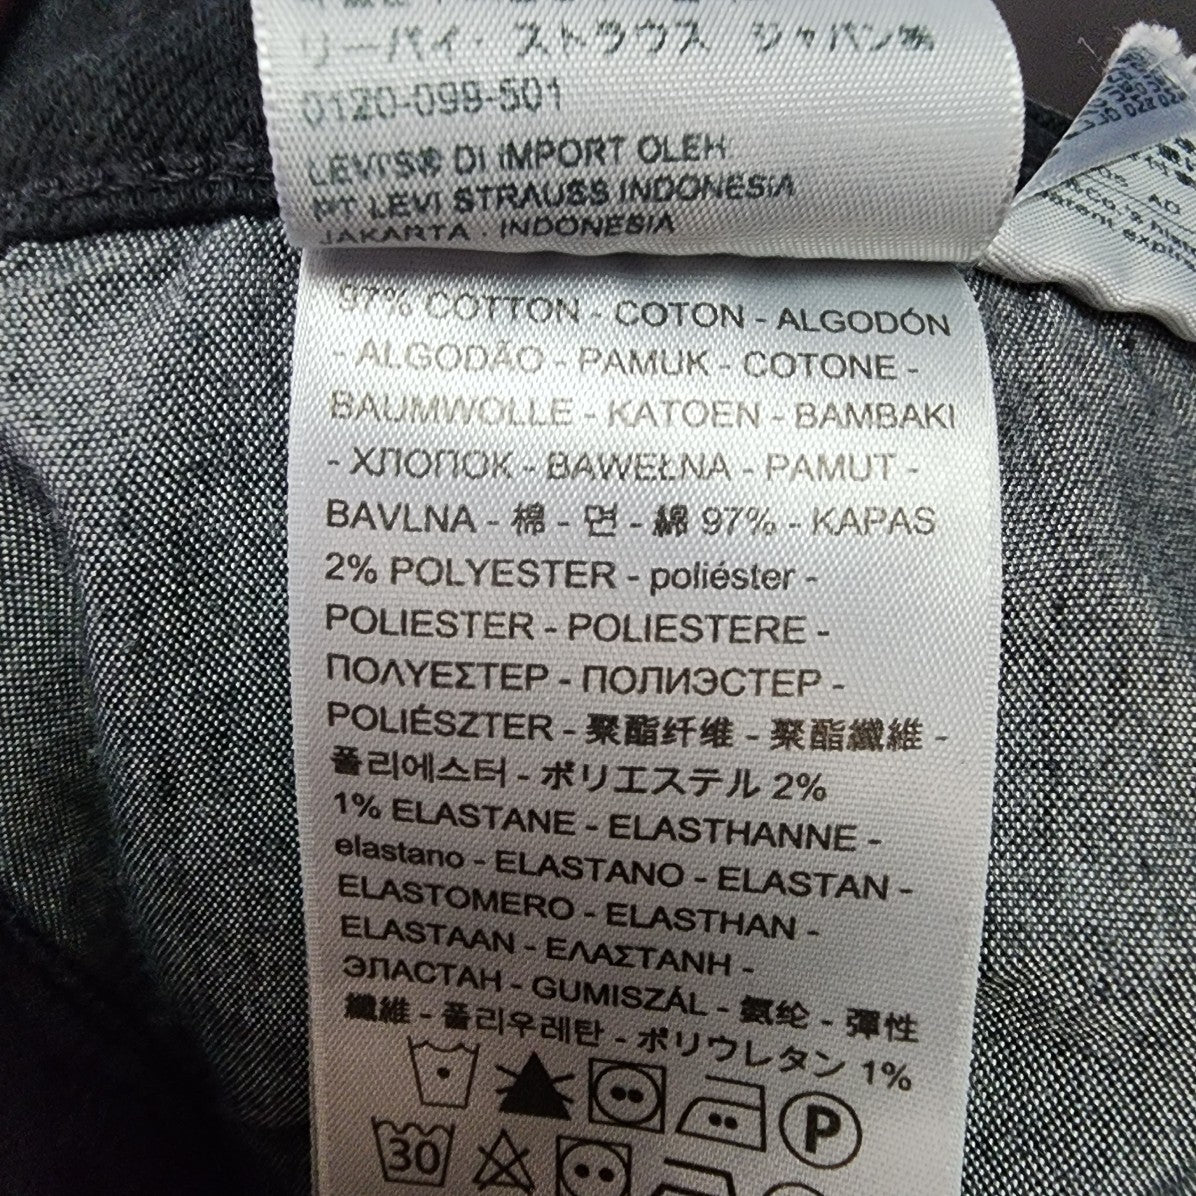 リーバイ・ストラウス ジャパン㈱
0120-099-501
LEVI'S® DI IMPORT OLEH:
PT LEVI STRAUSS INDONESIA
JAKARTA - INDONESIA
97% COTTON - COTON - ALGODÓN
- ALGODÃO - PAMUK - COTONE -
BAUMWOLLE - KATOEN - BAMBAKI
- ХЛОПОК - BAWEŁNA - PAMUT -
BAVLNA - 棉 - 면 - 綿 97% - KAPAS
2% POLYESTER - poliéster -
POLIESTER - POLIESTERE -
ΠΟΛΥΕΣΤΕΡ - ПОЛИЭСТЕР -
POLIÉSZTER - 聚酯纤维 - 聚酯纖維 -
폴리에스터 - ポリエステル 2%
1% ELASTANE - ELASTHANNE -
elastano - ELASTANO - ELASTAN -
ELASTOMERO - ELASTHAN -
ELASTAAN - ΕΛΑΣΤΑΝΗ -
ЭЛАСТАН - GUMISZÁL - 氨纶 - 彈性
纖維 - 폴리우레탄 - ポリウレタン 1%
P
30